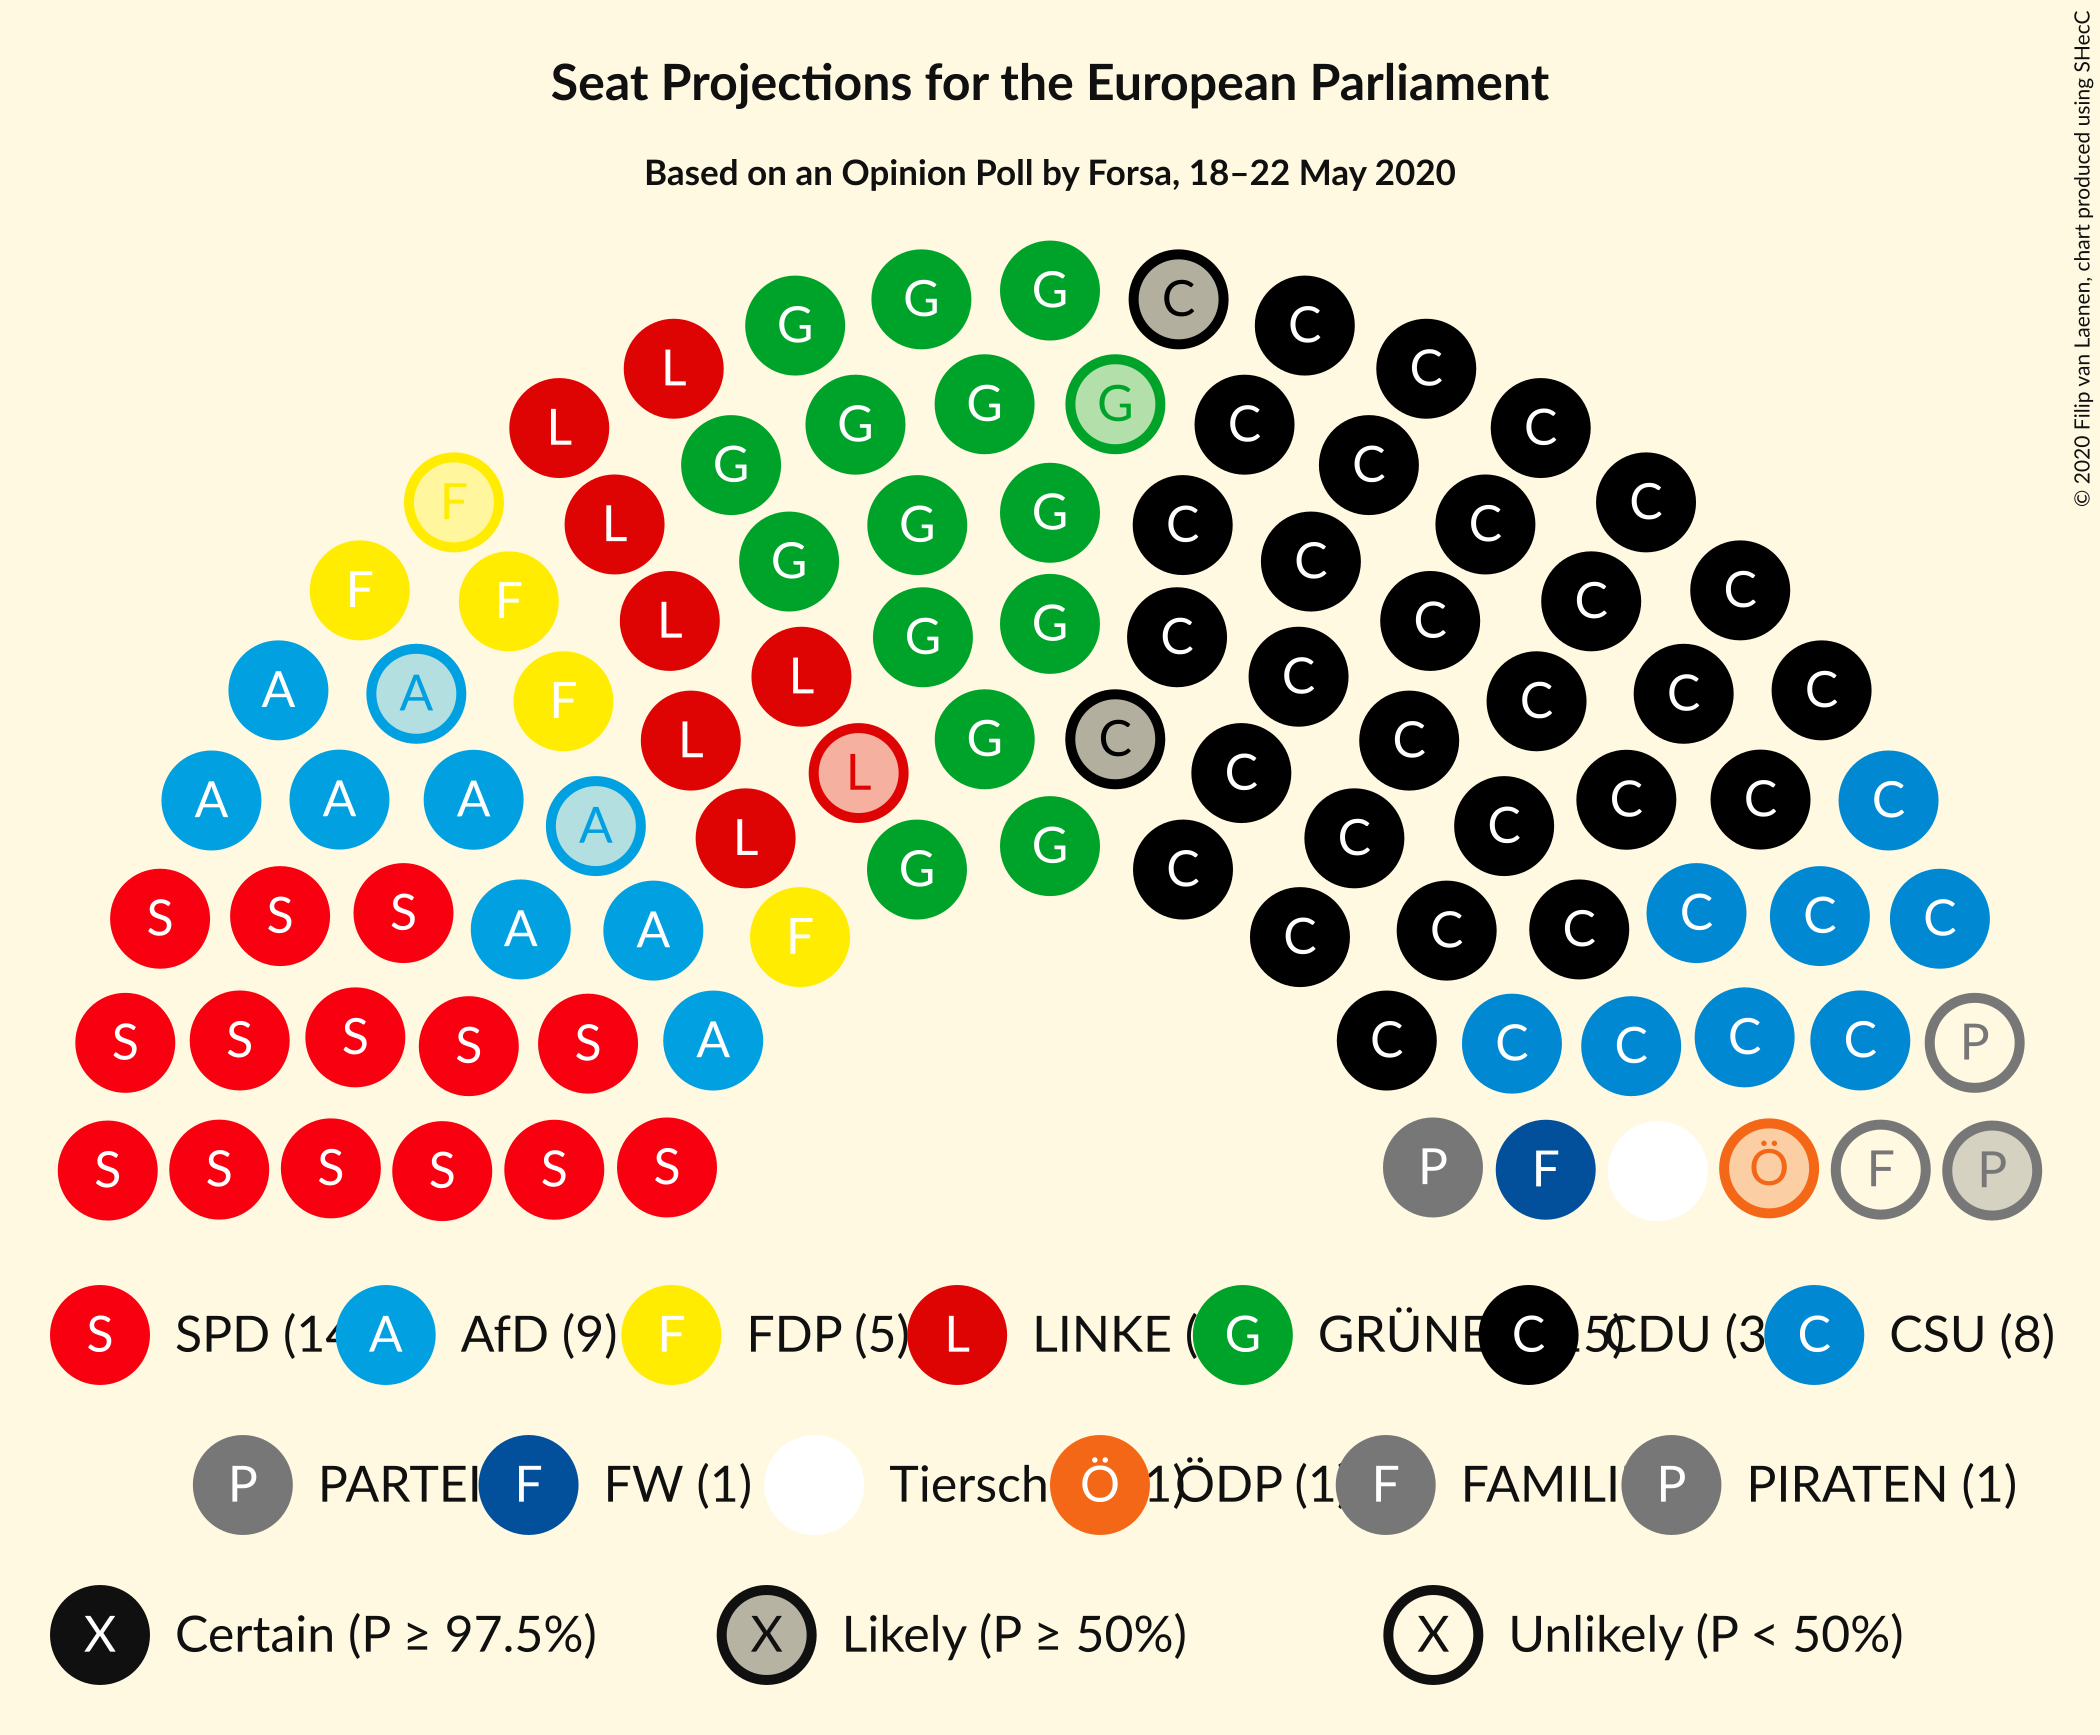 Seat Projections for the European Parliament
Based on an Opinion Poll by Forsa, 18–22 May 2020
© 2020 Filip van Laenen, chart produced using SHecC
G G G C C
L G G G G C C C
L G G C C C
F L G G G C C C C
F F L G G C C C C
A A F L L G C C C C C C
A A A A L L G C C C C C C C
S S S A A F G G C C C C C C C
S S S S S A C C C C C P
S S S S S S P F Ö F P
S SPD (14 A AfD (9) F FDP (5) L LINKE ( G GRÜNE 5) C CDU (3 C CSU (8)
P PARTEI F FW (1) Tiersch 1) Ö ÖDP (1) F FAMILI P PIRATEN (1)
X Certain (P ≥ 97.5%) X Likely (P ≥ 50%) X Unlikely (P < 50%)